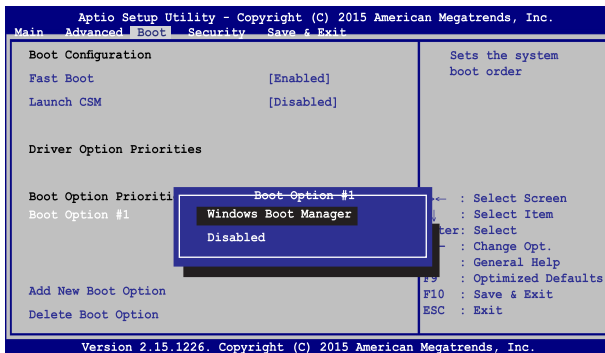 Aptio Setup Utility - Copyright (C) 2015 American Megatrends, Inc.
Main Advanced Boot Security Save & Exit
Boot Configuration
Fast Boot [Enabled]
Launch CSM [Disabled]
Driver Option Priorities
Boot Option Prioriti
Boot Option #1
Boot Option #1
Windows Boot Manager
Disabled
Add New Boot Option
Delete Boot Option
Sets the system
boot order
→← : Select Screen
↓ : Select Item
ter: Select
— : Change Opt.
: General Help
F9 : Optimized Defaults
F10 : Save & Exit
ESC : Exit
Version 2.15.1226. Copyright (C) 2015 American Megatrends, Inc.